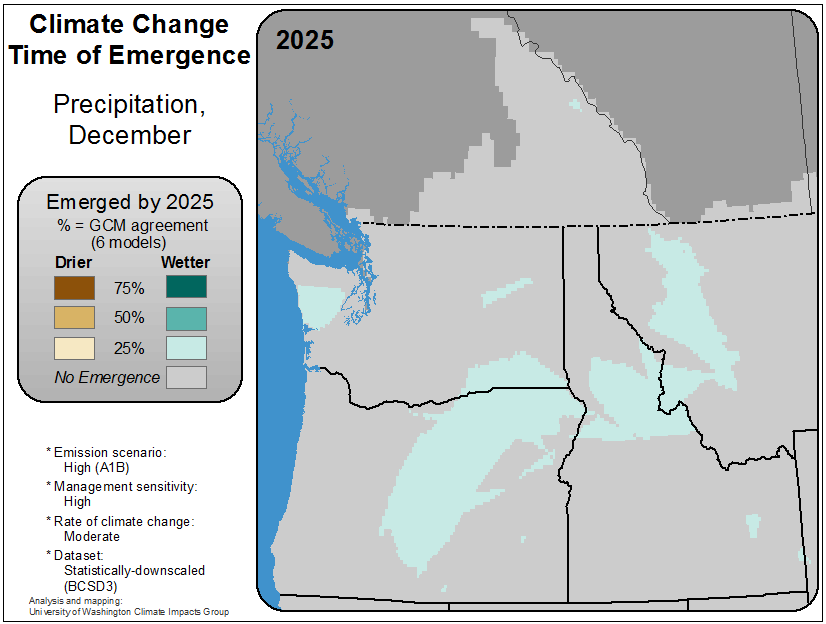 Climate Change
Time of Emergence
Precipitation,
December
2025
Emerged by 2025
% = GCM agreement
(6 models)
Drier Wetter
75%
50%
25%
No Emergence
* Emission scenario:
High (A1B)
* Management sensitivity:
High
* Rate of climate change:
Moderate
* Dataset:
Statistically-downscaled
(BCSD3)
Analysis and mapping:
University of Washington Climate Impacts Group